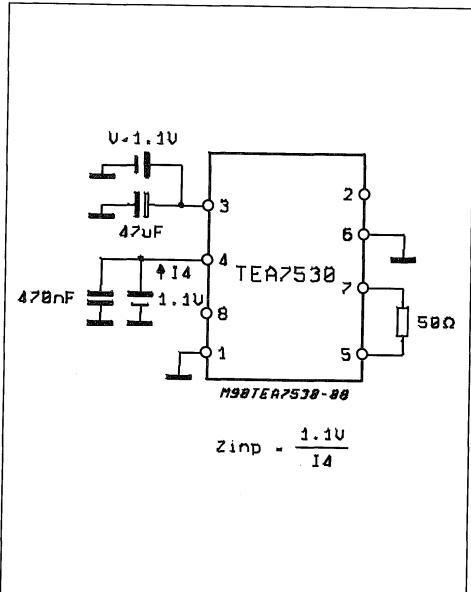 V=1.1V
47uF
3
2
6
4
I4
TEA7530
7
470nF
1.1V
8
50Ω
1
5
M90TEA7530-08
Zinp = 1.1V
I4